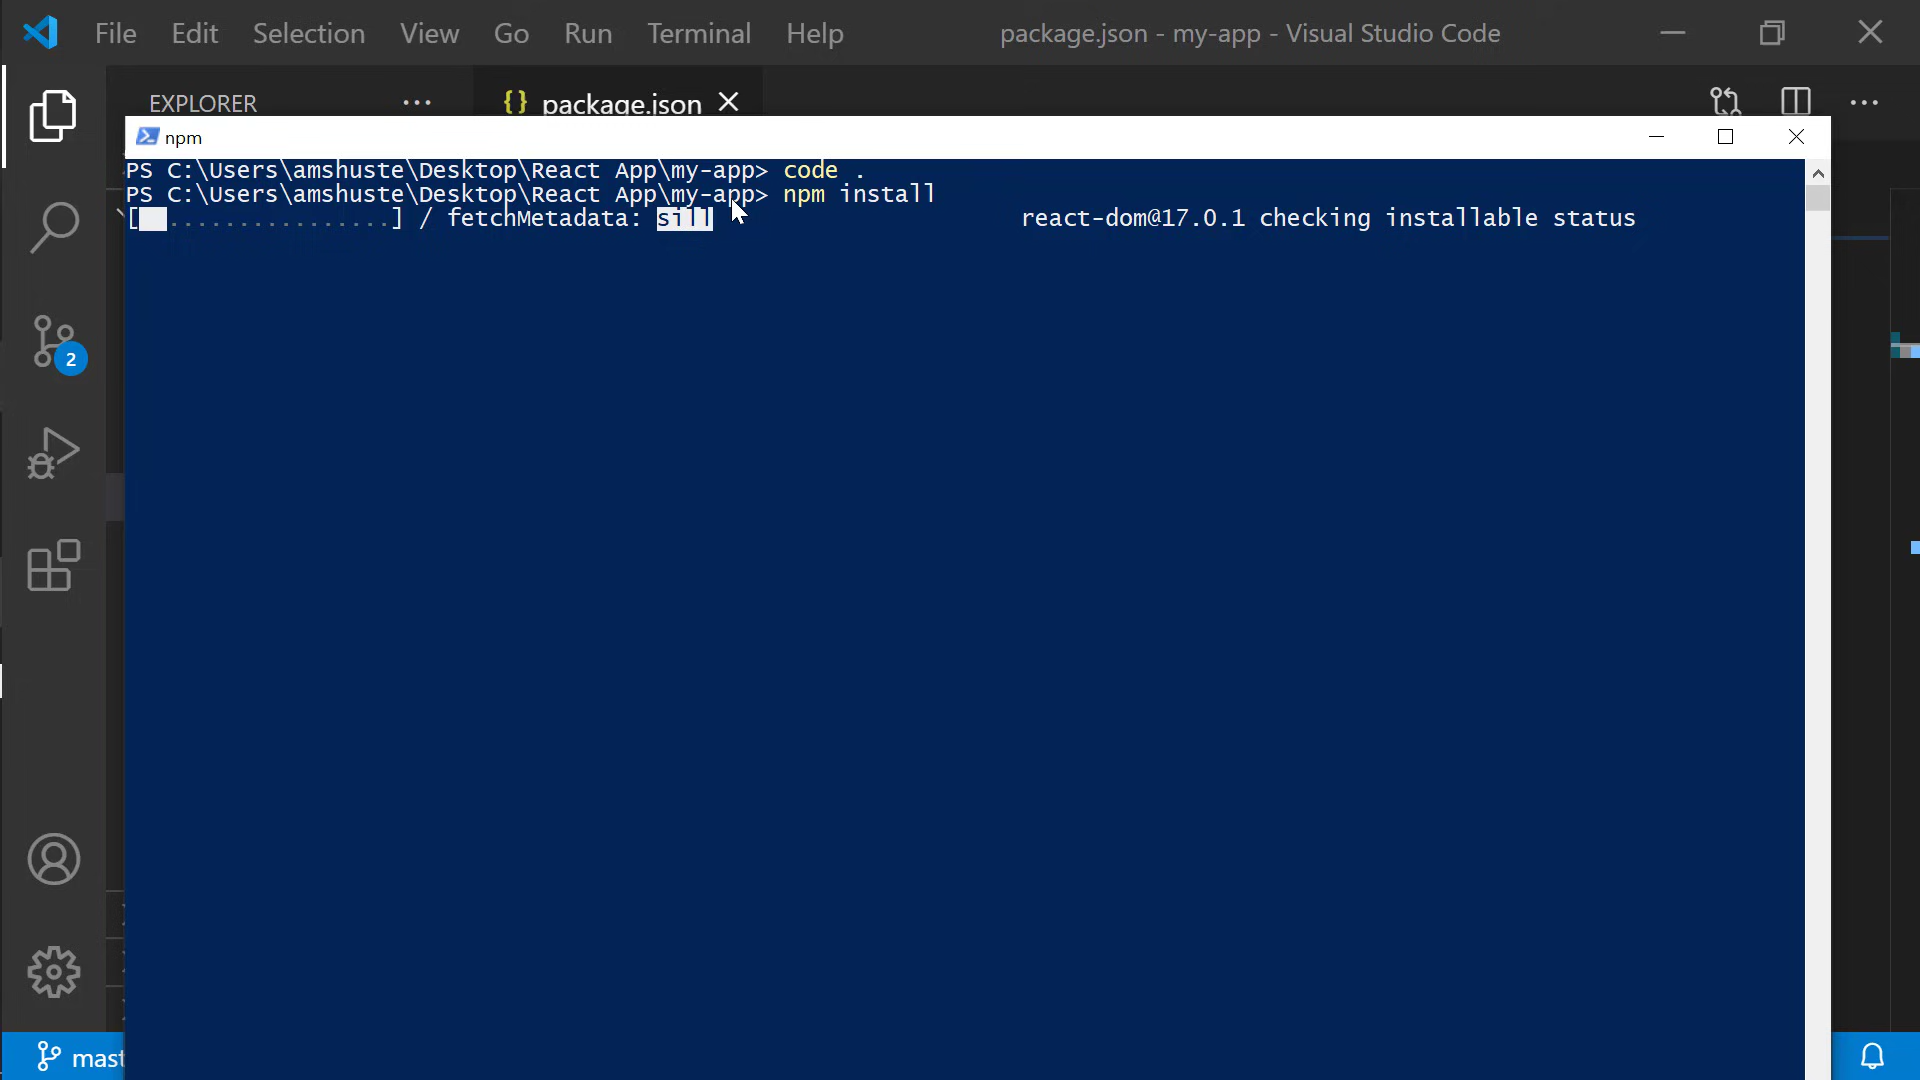 File Edit Selection View Go Run Terminal Help package.json - my-app - Visual Studio Code
EXPLORER ... {} package.json
npm
PS C:\Users\amshuste\Desktop\React App\my-app> code .
PS C:\Users\amshuste\Desktop\React App\my-app> npm install
[ ................] / fetchMetadata: sill react-dom@17.0.1 checking installable status
2
mast